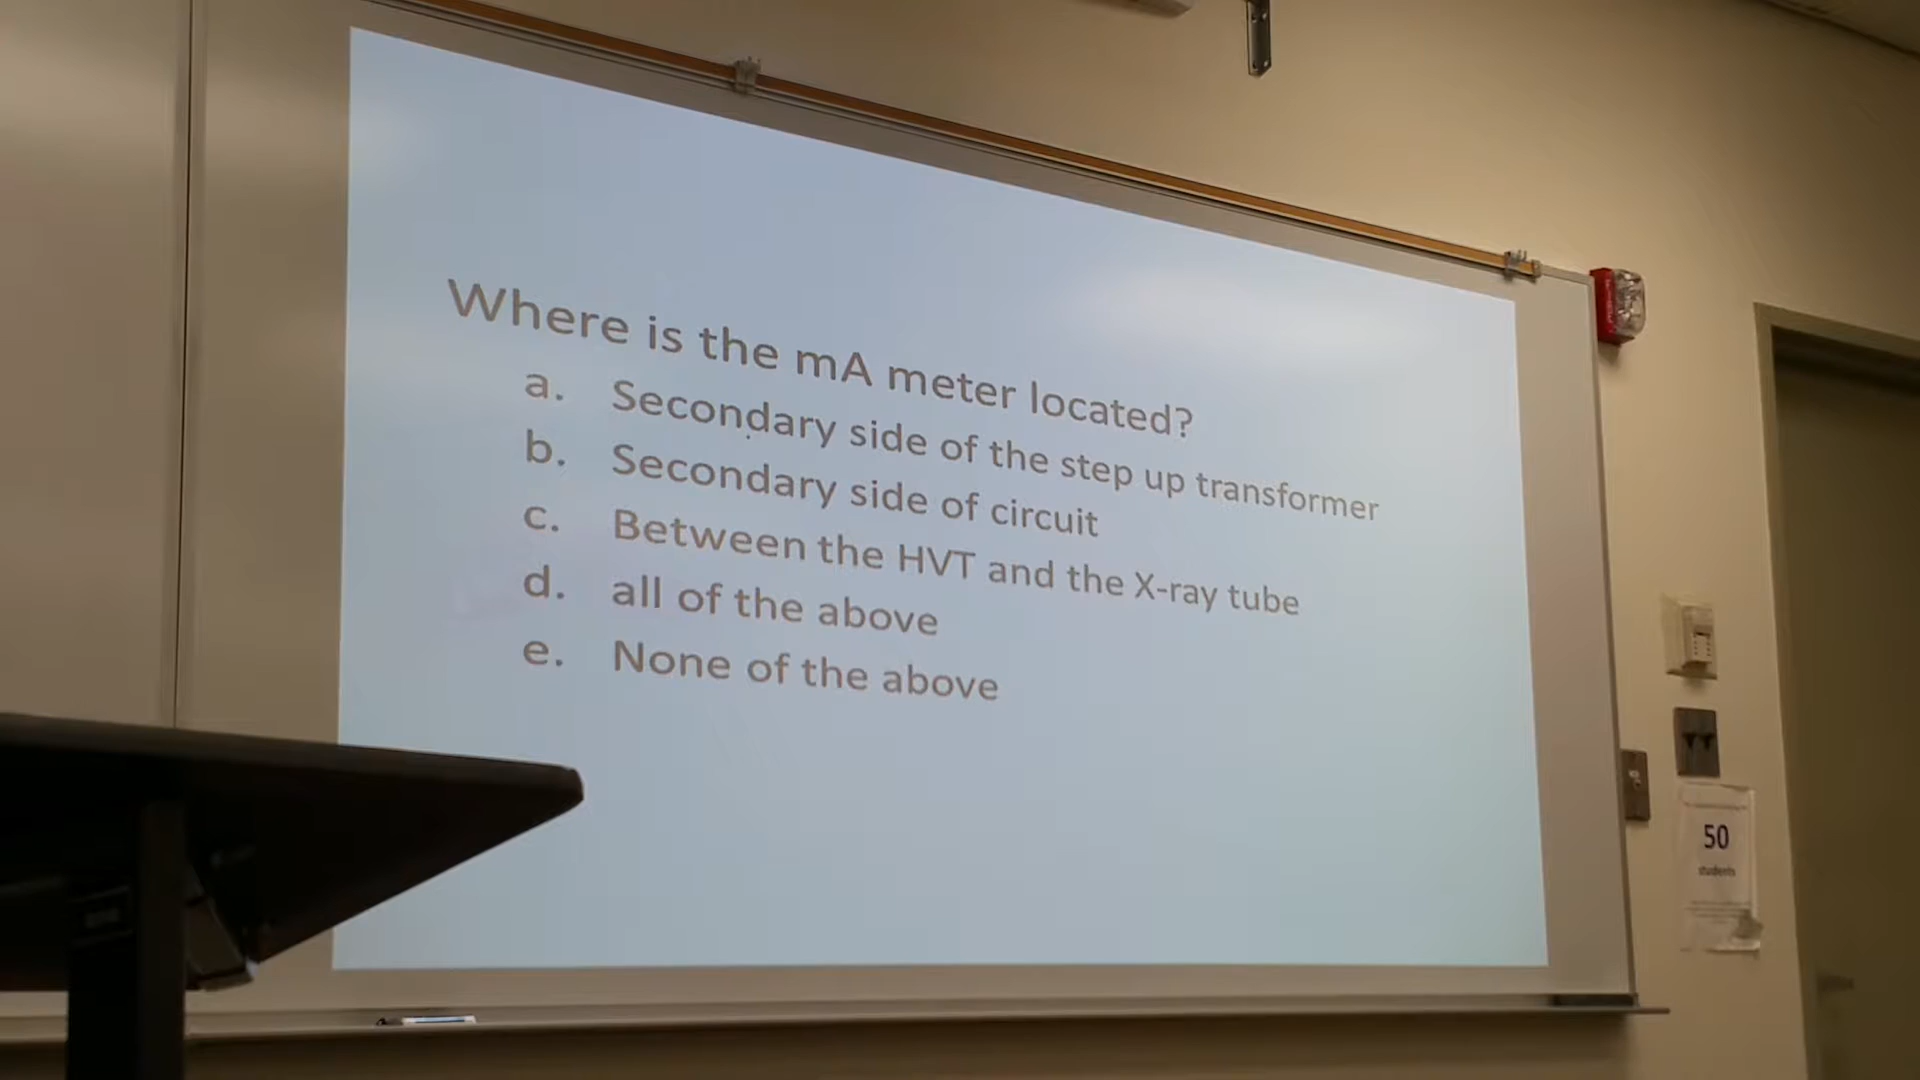 Where is the mA meter located?
a. Secondary side of the step up transformer
b. Secondary side of circuit
c. Between the HVT and the X-ray tube
d. all of the above
e. None of the above
50
students